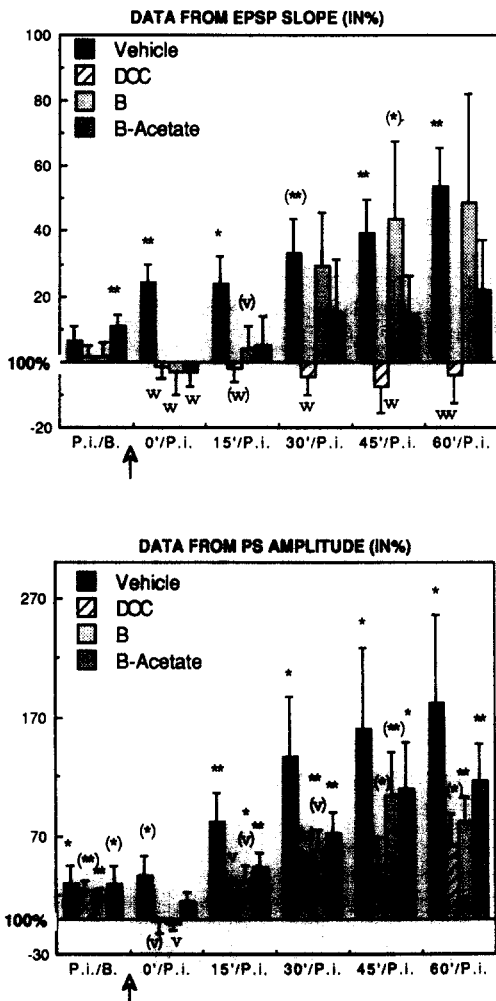 DATA FROM EPSP SLOPE (IN%)
100
80
60
40
20
100%
-20
Vehicle
DOC
B
B-Acetate
** ** * (v) (**) ** (*) **
w w w (w) w w w
P.i./B. 0'/P.i. 15'/P.i. 30'/P.i. 45'/P.i. 60'/P.i.
DATA FROM PS AMPLITUDE (IN%)
270
170
70
100%
-30
Vehicle
DOC
B
B-Acetate
* (**) ** (*) (*) ** v * (v) ** * ** (v) ** * (*) (**) * * (*) ** **
(v) v
P.i./B. 0'/P.i. 15'/P.i. 30'/P.i. 45'/P.i. 60'/P.i.